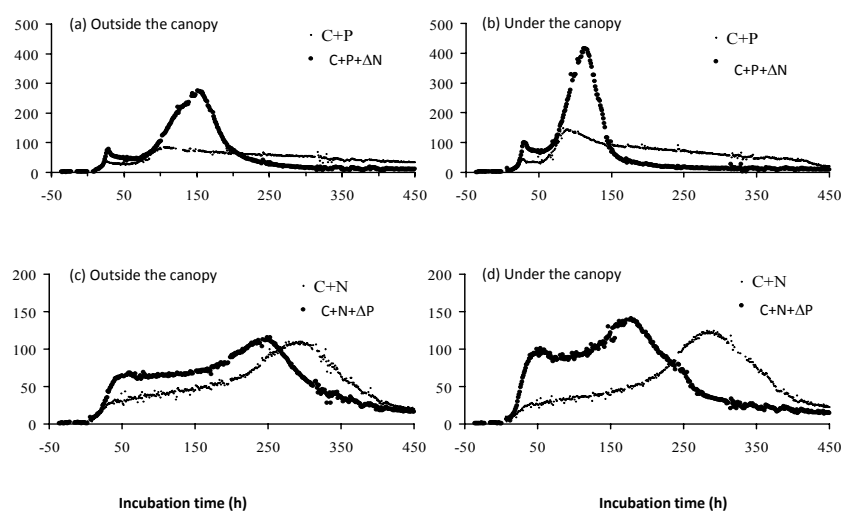 (a) Outside the canopy
C+P
C+P+ΔN
500
400
300
200
100
0
-50 50 150 250 350 450
(b) Under the canopy
C+P
C+P+ΔN
500
400
300
200
100
0
-50 50 150 250 350 450
(c) Outside the canopy
C+N
C+N+ΔP
200
150
100
50
0
-50 50 150 250 350 450
(d) Under the canopy
C+N
C+N+ΔP
200
150
100
50
0
-50 50 150 250 350 450
Incubation time (h)
Incubation time (h)